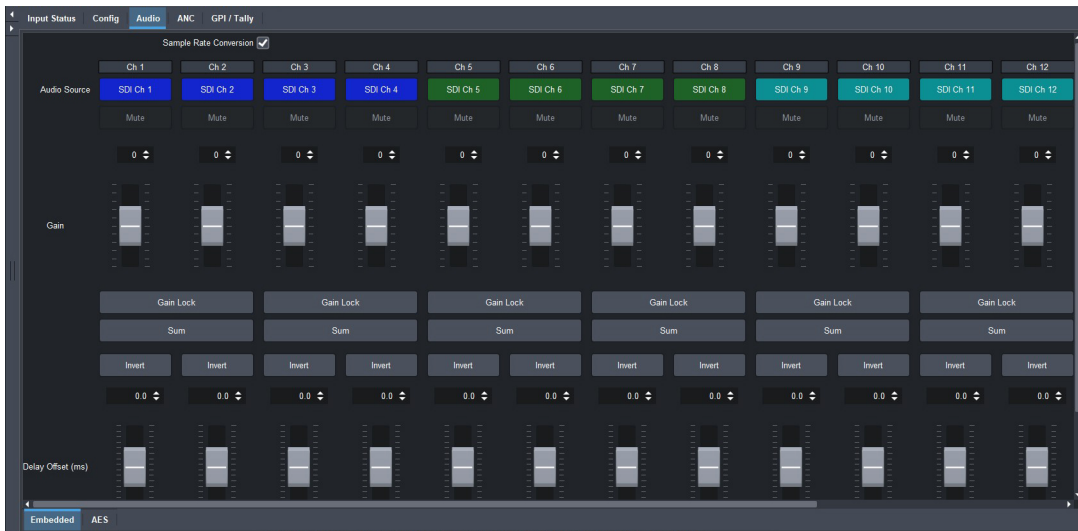 Input Status Config Audio ANC GPI / Tally
Sample Rate Conversion
Ch 1 Ch 2 Ch 3 Ch 4 Ch 5 Ch 6 Ch 7 Ch 8 Ch 9 Ch 10 Ch 11 Ch 12
Audio Source SDI Ch 1 SDI Ch 2 SDI Ch 3 SDI Ch 4 SDI Ch 5 SDI Ch 6 SDI Ch 7 SDI Ch 8 SDI Ch 9 SDI Ch 10 SDI Ch 11 SDI Ch 12
Mute Mute Mute Mute Mute Mute Mute Mute Mute Mute Mute Mute
0 0 0 0 0 0 0 0 0 0 0 0
Gain
Gain Lock Gain Lock Gain Lock Gain Lock Gain Lock Gain Lock
Sum Sum Sum Sum Sum Sum
Invert Invert Invert Invert Invert Invert Invert Invert Invert Invert Invert Invert
0.0 0.0 0.0 0.0 0.0 0.0 0.0 0.0 0.0 0.0 0.0 0.0
Delay Offset (ms)
Embedded AES